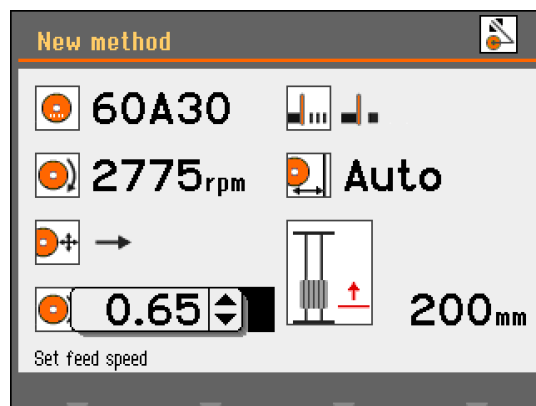 New method
60A30
2775rpm
Auto
0.65
200mm
Set feed speed